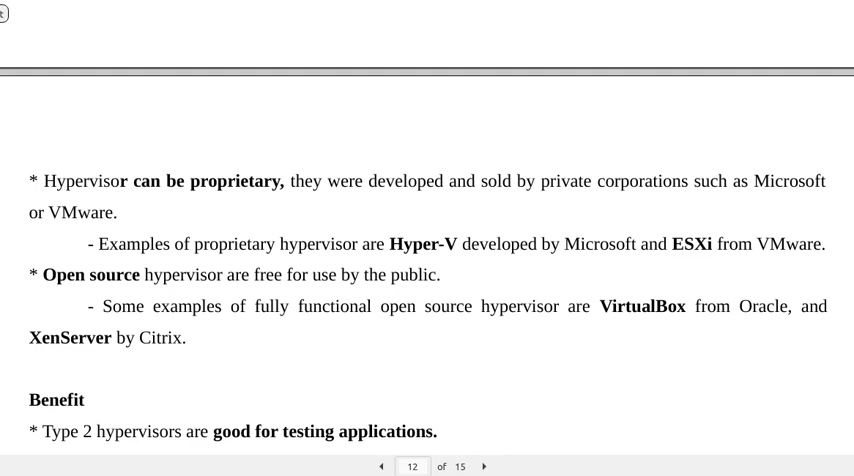 t
* Hypervisor can be proprietary, they were developed and sold by private corporations such as Microsoft
or VMware.
- Examples of proprietary hypervisor are Hyper-V developed by Microsoft and ESXi from VMware.
* Open source hypervisor are free for use by the public.
- Some examples of fully functional open source hypervisor are VirtualBox from Oracle, and
XenServer by Citrix.
Benefit
* Type 2 hypervisors are good for testing applications.
12 of 15